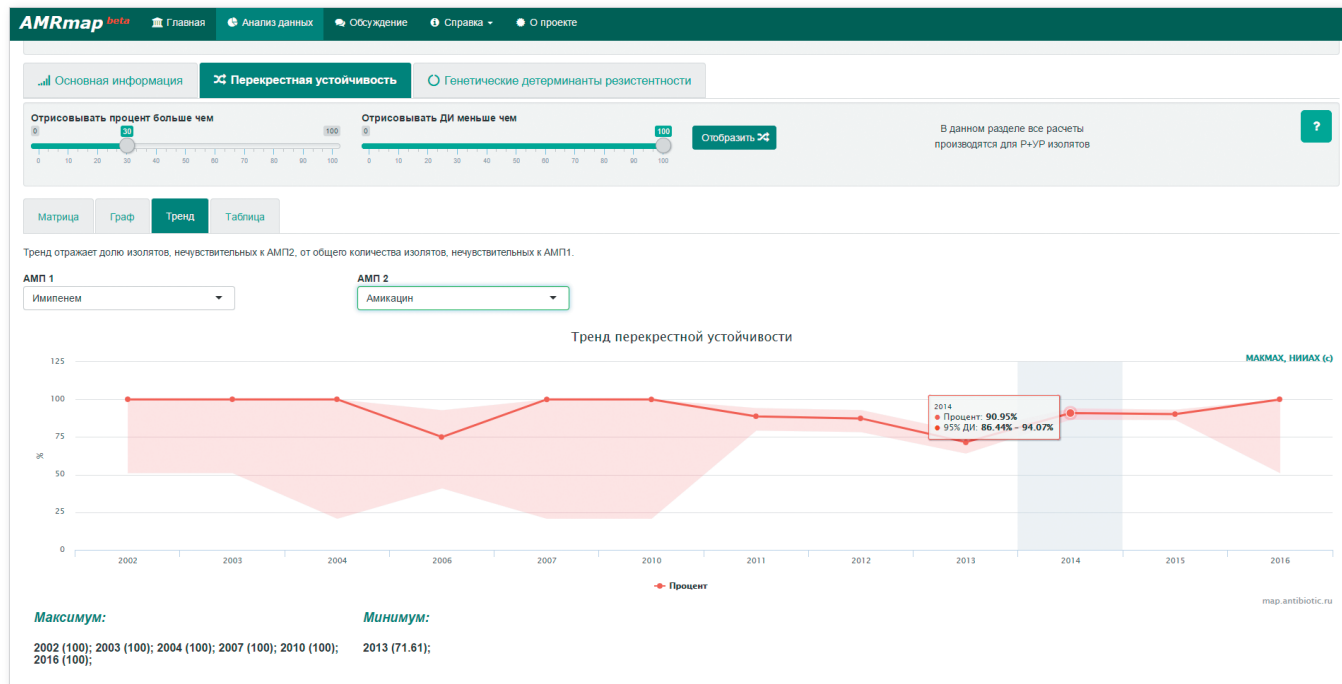 AMRmap beta Главная Анализ данных Обсуждение Справка О проекте
Основная информация Перекрестная устойчивость Генетические детерминанты резистентности
Отрисовывать процент больше чем Отрисовывать ДИ меньше чем
0 30 100 0 100
0 10 20 30 40 50 60 70 80 90 100 0 10 20 30 40 50 60 70 80 90 100
Отобразить
В данном разделе все расчеты
производятся для Р+УР изолятов
?
Матрица Граф Тренд Таблица
Тренд отражает долю изолятов, нечувствительных к АМП2, от общего количества изолятов, нечувствительных к АМП1.
АМП 1 АМП 2
Имипенем Амикацин
Тренд перекрестной устойчивости
МАКМАХ, НИИАХ (c)
125
100
75
50
25
0
%
2014
Процент: 90.95%
95% ДИ: 86.44% – 94.07%
2002 2003 2004 2006 2007 2010 2011 2012 2013 2014 2015 2016
Процент
map.antibiotic.ru
Максимум: Минимум:
2002 (100); 2003 (100); 2004 (100); 2007 (100); 2010 (100); 2013 (71.61);
2016 (100);